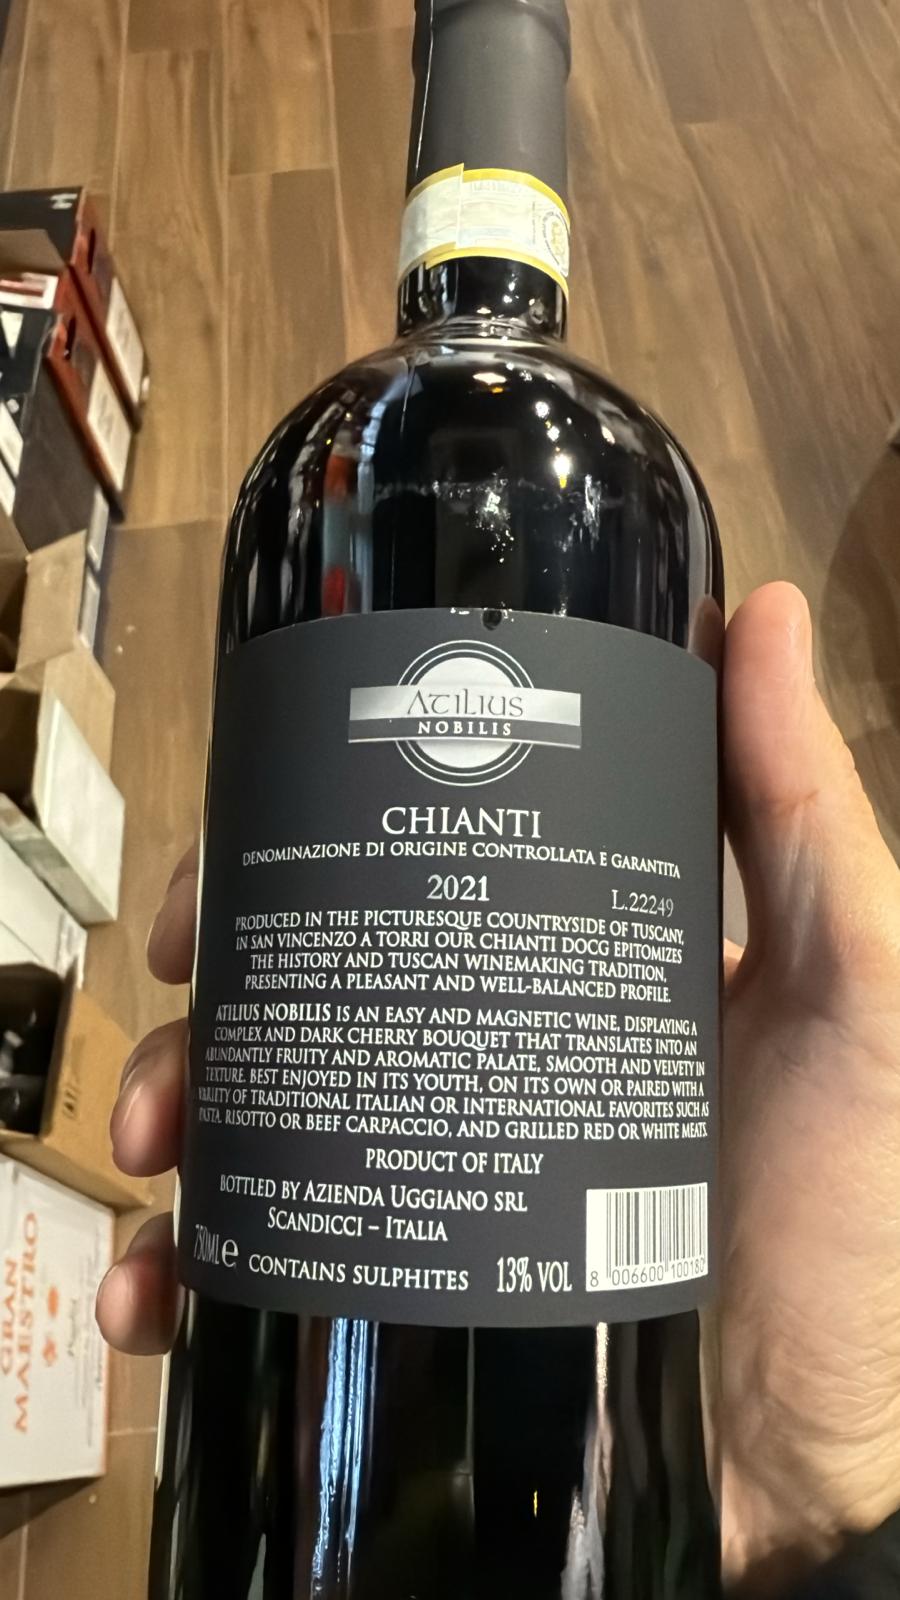 ATILIUS
NOBILIS
CHIANTI
DENOMINAZIONE DI ORIGINE CONTROLLATA E GARANTITA
2021
L.22249
PRODUCED IN THE PICTURESQUE COUNTRYSIDE OF TUSCANY,
IN SAN VINCENZO A TORRI OUR CHIANTI DOCG EPITOMIZES
THE HISTORY AND TUSCAN WINEMAKING TRADITION,
PRESENTING A PLEASANT AND WELL-BALANCED PROFILE.
ATILIUS NOBILIS IS AN EASY AND MAGNETIC WINE, DISPLAYING A
COMPLEX AND DARK CHERRY BOUQUET THAT TRANSLATES INTO AN
ABUNDANTLY FRUITY AND AROMATIC PALATE, SMOOTH AND VELVETY IN
TEXTURE. BEST ENJOYED IN ITS YOUTH, ON ITS OWN OR PAIRED WITH A
VARIETY OF TRADITIONAL ITALIAN OR INTERNATIONAL FAVORITES SUCH AS
PASTA, RISOTTO OR BEEF CARPACCIO, AND GRILLED RED OR WHITE MEATS.
PRODUCT OF ITALY
BOTTLED BY AZIENDA UGGIANO SRL
SCANDICCI – ITALIA
750ML e CONTAINS SULPHITES 13% VOL
8 006600 100180
GRAN
MAESTRO